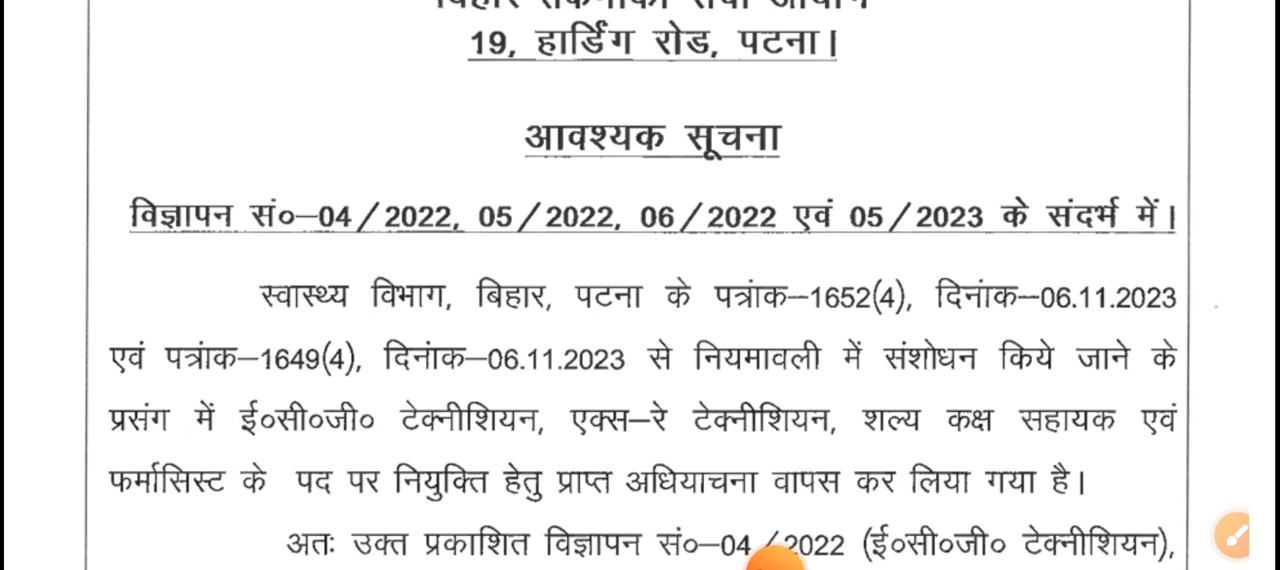 19, हार्डिंग रोड, पटना।
आवश्यक सूचना
विज्ञापन सं०–04/2022, 05/2022, 06/2022 एवं 05/2023 के संदर्भ में।
स्वास्थ्य विभाग, बिहार, पटना के पत्रांक–1652(4), दिनांक–06.11.2023
एवं पत्रांक–1649(4), दिनांक–06.11.2023 से नियमावली में संशोधन किये जाने के
प्रसंग में ई०सी०जी० टेक्नीशियन, एक्स–रे टेक्नीशियन, शल्य कक्ष सहायक एवं
फर्मासिस्ट के पद पर नियुक्ति हेतु प्राप्त अधियाचना वापस कर लिया गया है।
अतः उक्त प्रकाशित विज्ञापन सं०–04/2022 (ई०सी०जी० टेक्नीशियन),